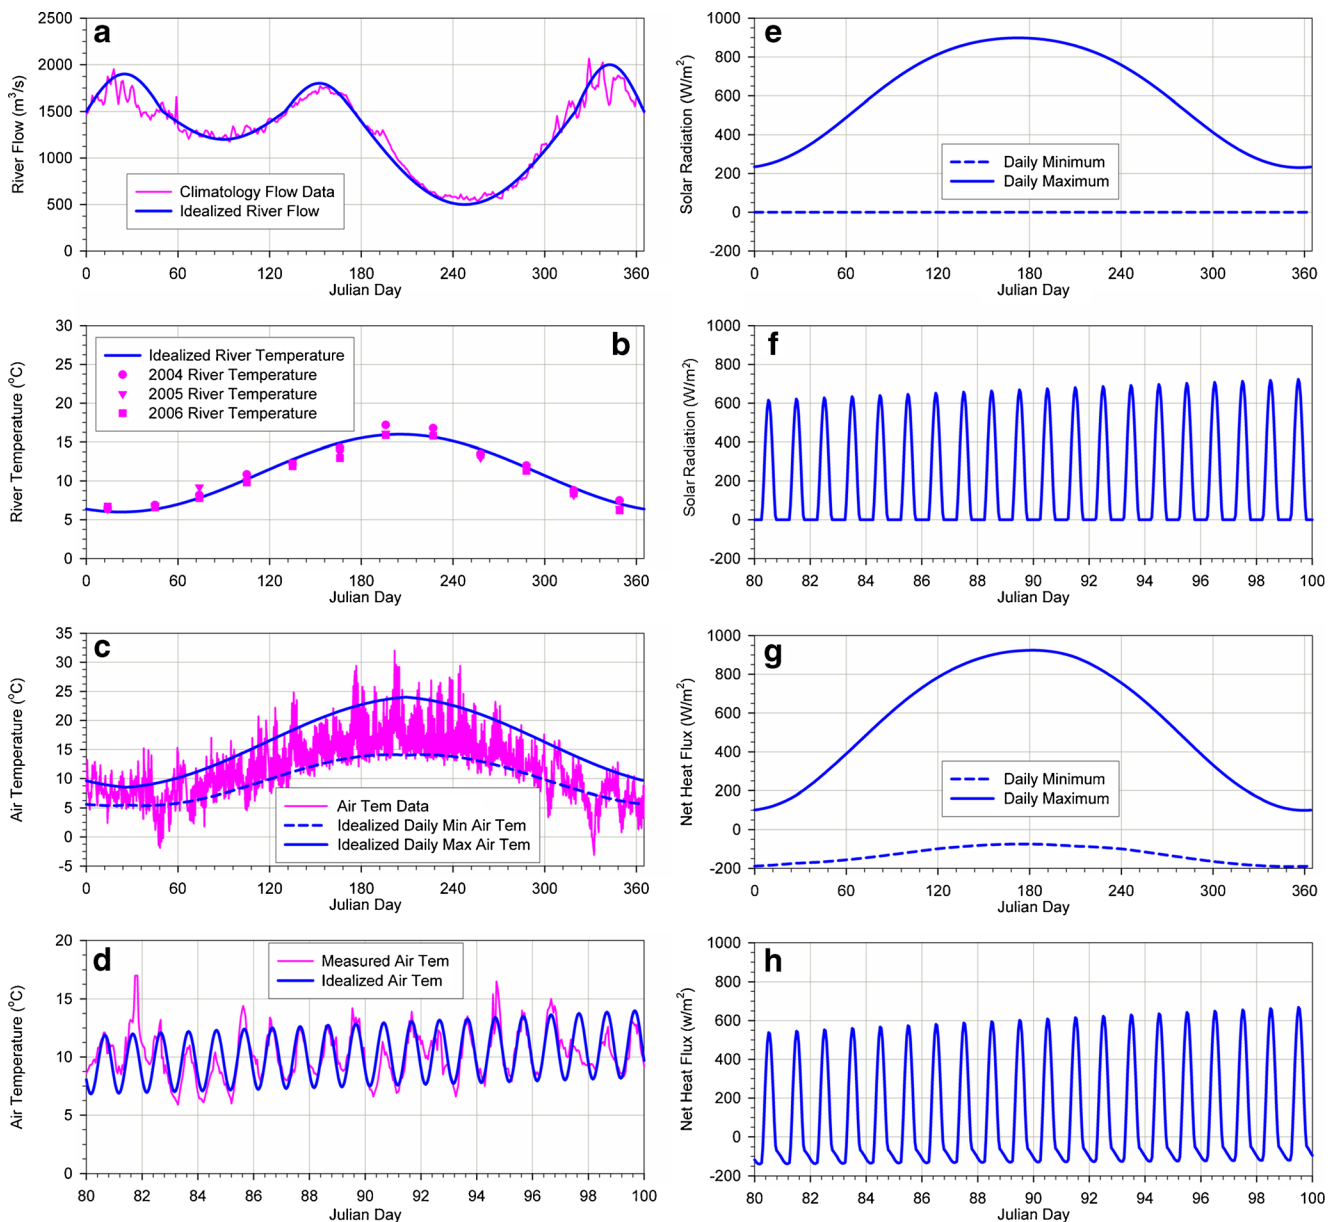 a
2500
2000
1500
1000
500
0
River Flow (m³/s)
Climatology Flow Data
Idealized River Flow
0 60 120 180 240 300 360
Julian Day
b
30
25
20
15
10
5
0
River Temperature (°C)
Idealized River Temperature
2004 River Temperature
2005 River Temperature
2006 River Temperature
0 60 120 180 240 300 360
Julian Day
c
35
30
25
20
15
10
5
0
-5
Air Temperature (°C)
Air Tem Data
Idealized Daily Min Air Tem
Idealized Daily Max Air Tem
0 60 120 180 240 300 360
Julian Day
d
20
15
10
5
0
Air Temperature (°C)
Measured Air Tem
Idealized Air Tem
80 82 84 86 88 90 92 94 96 98 100
Julian Day
e
1000
800
600
400
200
0
-200
Solar Radiation (W/m²)
Daily Minimum
Daily Maximum
0 60 120 180 240 300 360
Julian Day
f
1000
800
600
400
200
0
-200
Solar Radiation (W/m²)
80 82 84 86 88 90 92 94 96 98 100
Julian Day
g
1000
800
600
400
200
0
-200
Net Heat Flux (W/m²)
Daily Minimum
Daily Maximum
0 60 120 180 240 300 360
Julian Day
h
1000
800
600
400
200
0
-200
Net Heat Flux (w/m²)
80 82 84 86 88 90 92 94 96 98 100
Julian Day